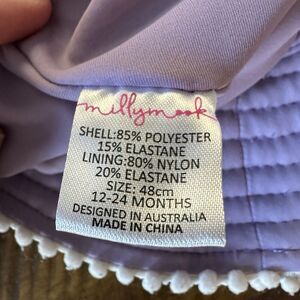 millymook
SHELL:85% POLYESTER
15% ELASTANE
LINING:80% NYLON
20% ELASTANE
SIZE: 48cm
12-24 MONTHS
DESIGNED IN AUSTRALIA
MADE IN CHINA